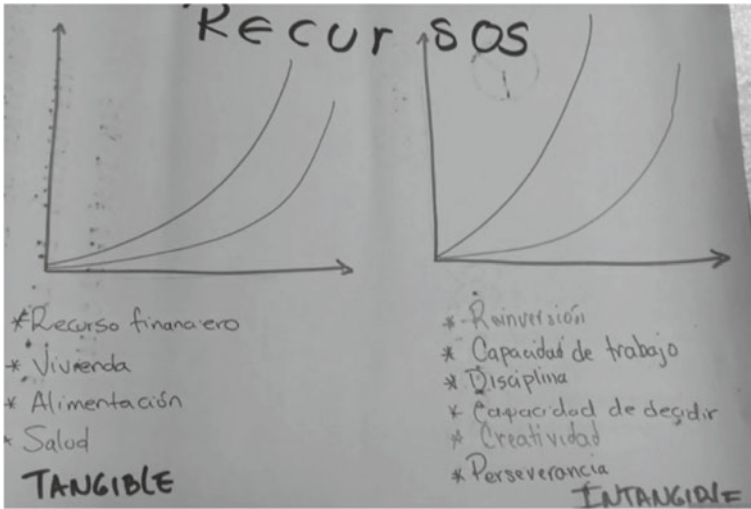 RECURSOS
* Recurso financiero
* Vivienda
* Alimentación
* Salud
TANGIBLE
* Reinversión
* Capacidad de trabajo
* Disciplina
* Capacidad de decidir
* Creatividad
* Perseverancia
INTANGIBLE